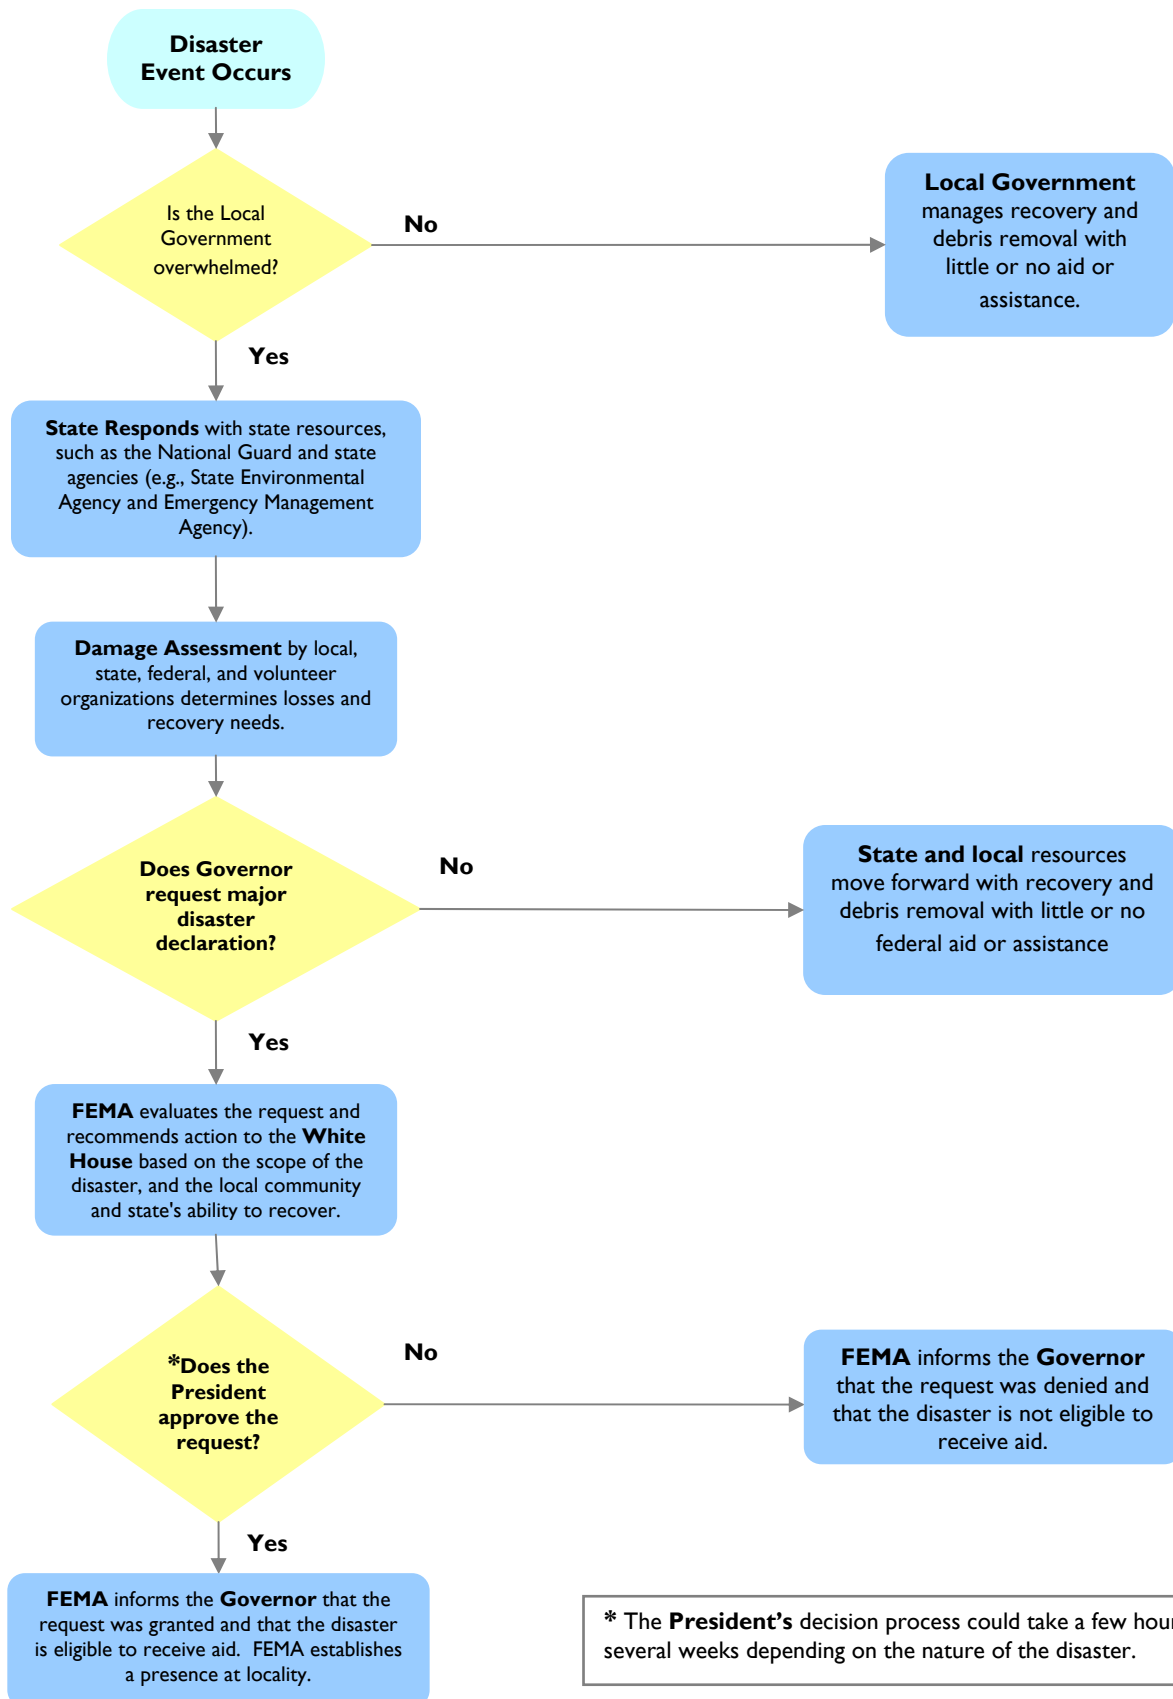 Disaster
Event Occurs
Is the Local
Government
overwhelmed?
No
Local Government
manages recovery and
debris removal with
little or no aid or
assistance.
Yes
State Responds with state resources,
such as the National Guard and state
agencies (e.g., State Environmental
Agency and Emergency Management
Agency).
Damage Assessment by local,
state, federal, and volunteer
organizations determines losses and
recovery needs.
Does Governor
request major
disaster
declaration?
No
State and local resources
move forward with recovery and
debris removal with little or no
federal aid or assistance
Yes
FEMA evaluates the request and
recommends action to the White
House based on the scope of the
disaster, and the local community
and state's ability to recover.
*Does the
President
approve the
request?
No
FEMA informs the Governor
that the request was denied and
that the disaster is not eligible to
receive aid.
Yes
FEMA informs the Governor that the
request was granted and that the disaster
is eligible to receive aid.  FEMA establishes
a presence at locality.
* The President's decision process could take a few hour
several weeks depending on the nature of the disaster.